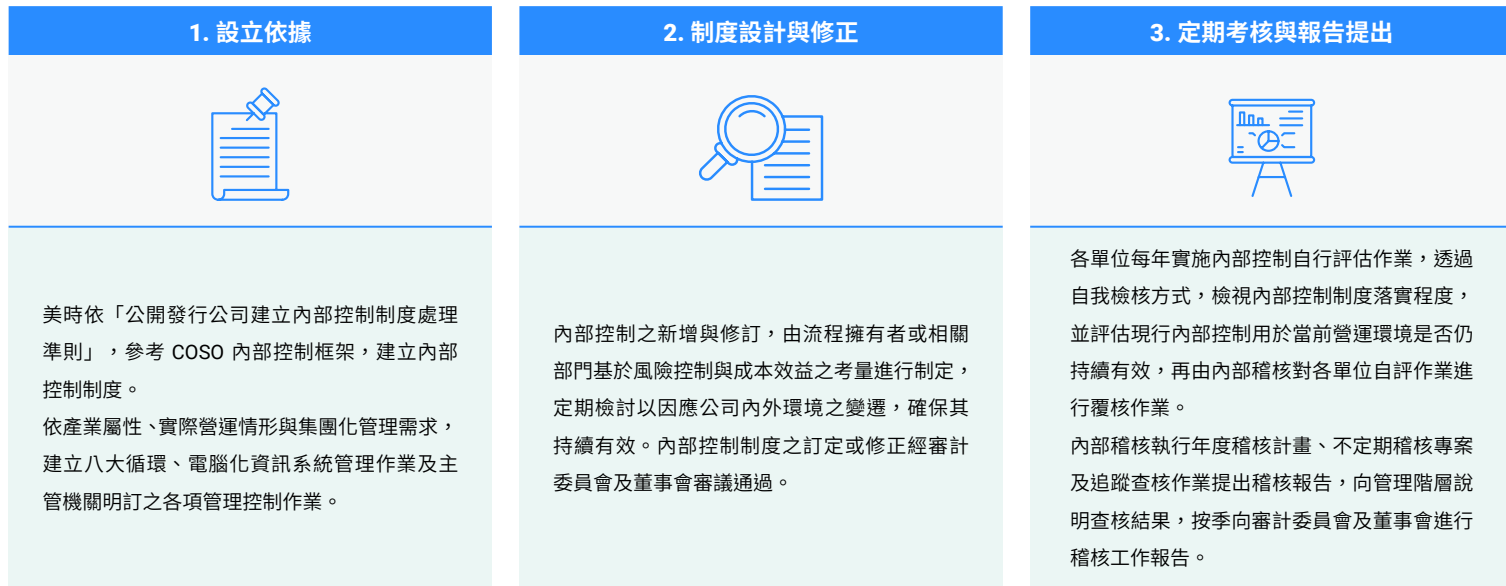 1. 設立依據
美時依「公開發行公司建立內部控制制度處理
準則」，參考 COSO 內部控制框架，建立內部
控制制度。
依產業屬性、實際營運情形與集團化管理需求，
建立八大循環、電腦化資訊系統管理作業及主
管機關明訂之各項管理控制作業。
2. 制度設計與修正
內部控制之新增與修訂，由流程擁有者或相關
部門基於風險控制與成本效益之考量進行制定，
定期檢討以因應公司內外環境之變遷，確保其
持續有效。內部控制制度之訂定或修正經審計
委員會及董事會審議通過。
3. 定期考核與報告提出
各單位每年實施內部控制自行評估作業，透過
自我檢核方式，檢視內部控制制度落實程度，
並評估現行內部控制用於當前營運環境是否仍
持續有效，再由內部稽核對各單位自評作業進
行覆核作業。
內部稽核執行年度稽核計畫、不定期稽核專案
及追蹤查核作業提出稽核報告，向管理階層說
明查核結果，按季向審計委員會及董事會進行
稽核工作報告。